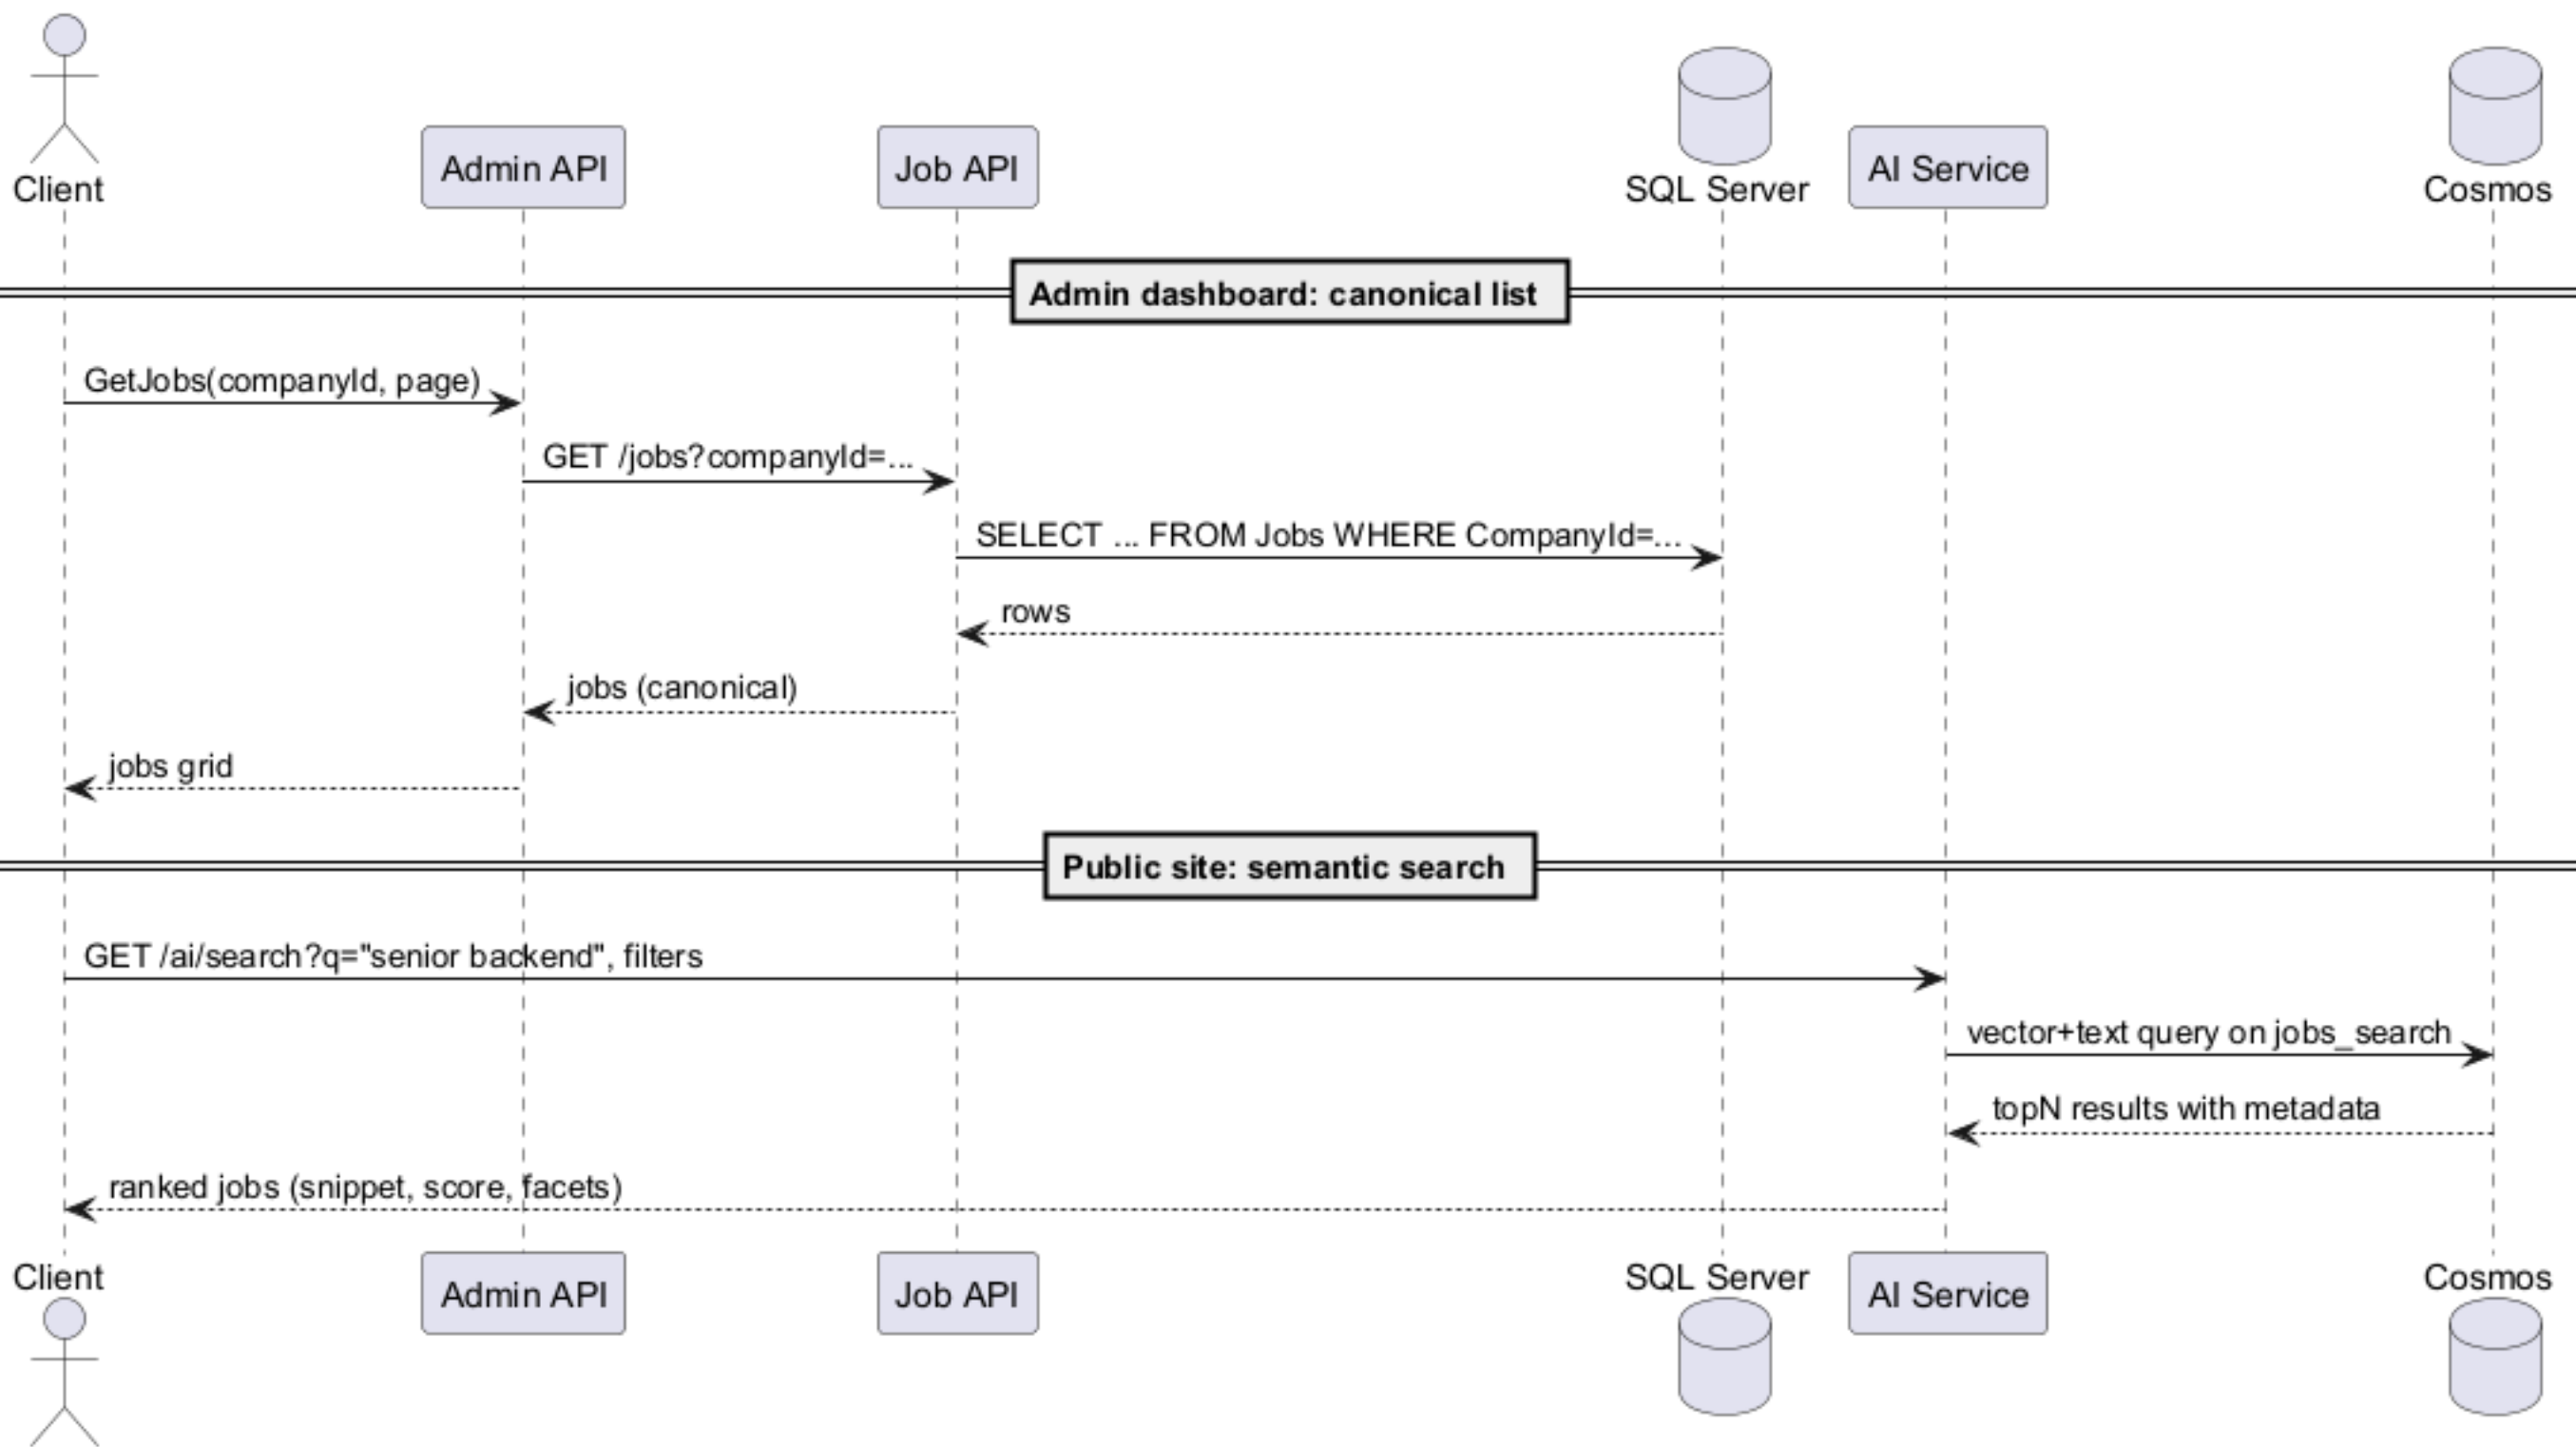 Client
Admin API
Job API
SQL Server
AI Service
Cosmos
Admin dashboard: canonical list
GetJobs(companyId, page)
GET /jobs?companyId=...
SELECT ... FROM Jobs WHERE CompanyId=...
rows
jobs (canonical)
jobs grid
Public site: semantic search
GET /ai/search?q="senior backend", filters
vector+text query on jobs_search
topN results with metadata
ranked jobs (snippet, score, facets)
Client
Admin API
Job API
SQL Server
AI Service
Cosmos